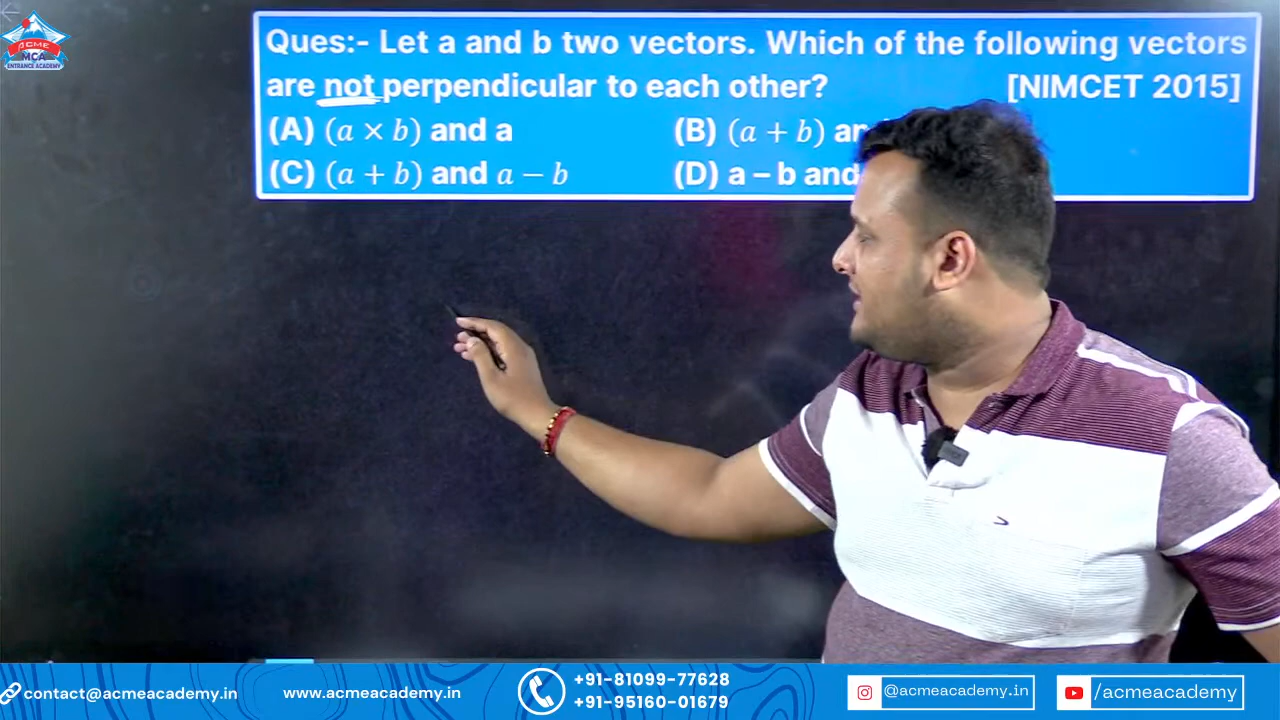 ACME
MCA
ENTRANCE ACADEMY
Ques:- Let a and b two vectors. Which of the following vectors
are not perpendicular to each other? [NIMCET 2015]
(A) (a × b) and a (B) (a + b)
(C) (a + b) and a − b (D) a – b and
contact@acmeacademy.in www.acmeacademy.in +91-81099-77628
+91-95160-01679 @acmeacademy.in /acmeacademy